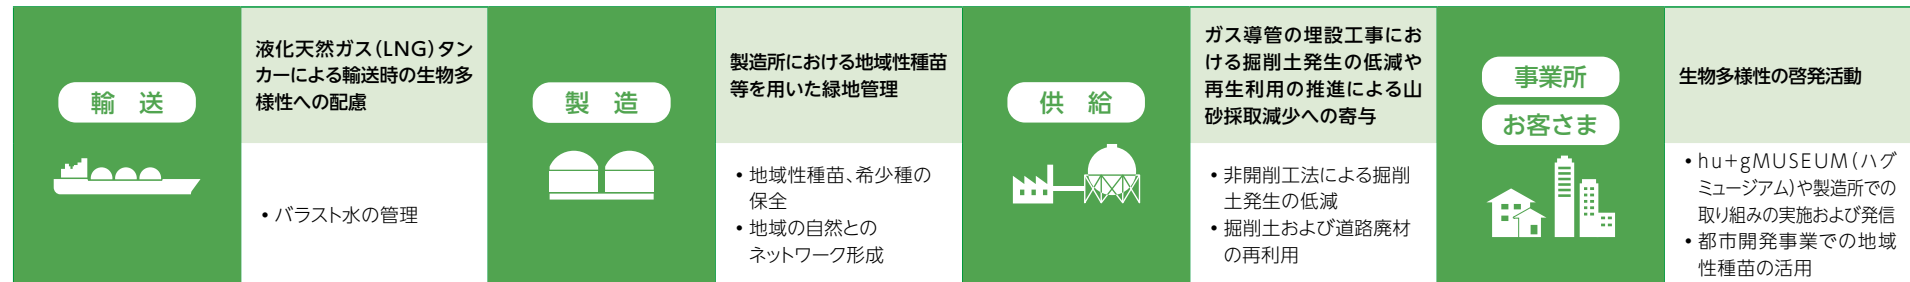 輸 送
液化天然ガス（LNG）タン
カーによる輸送時の生物多
様性への配慮
• バラスト水の管理
製 造
製造所における地域性種苗
等を用いた緑地管理
• 地域性種苗、希少種の
保全
• 地域の自然との
ネットワーク形成
供 給
ガス導管の埋設工事にお
ける掘削土発生の低減や
再生利用の推進による山
砂採取減少への寄与
• 非開削工法による掘削
土発生の低減
• 掘削土および道路廃材
の再利用
事業所
お客さま
生物多様性の啓発活動
• hu+gMUSEUM（ハグ
ミュージアム）や製造所での
取り組みの実施および発信
• 都市開発事業での地域
性種苗の活用